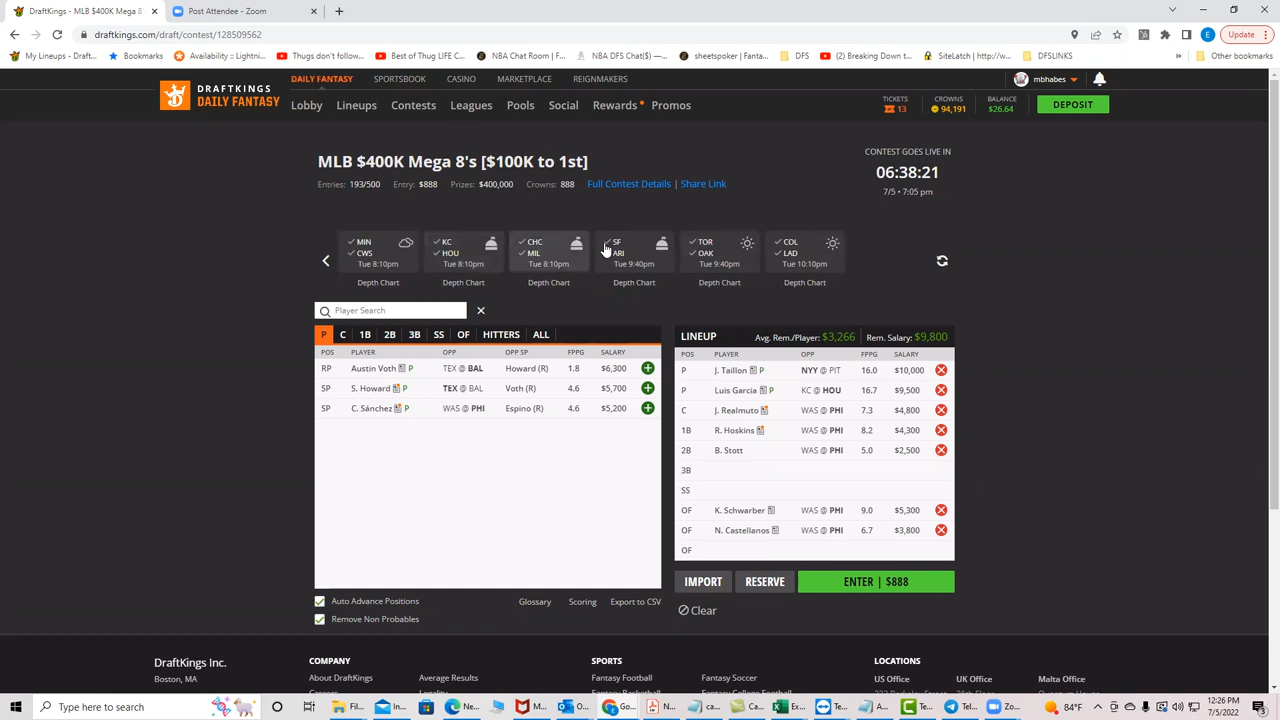 DraftKings - MLB $400K Mega 8'
Post Attendee - Zoom
draftkings.com/draft/contest/128509562
Update
My Lineups - Draft...
Bookmarks
Availability :: Lightni...
Thugs don't follow...
Best of Thug LIFE C...
NBA Chat Room | F...
NBA DFS Chat($) -...
sheetspoker | Fanta...
DFS
(2) Breaking Down...
SiteLatch | http://w...
DFSLINKS
Other bookmarks
DAILY FANTASY
SPORTSBOOK
CASINO
MARKETPLACE
REIGNMAKERS
mbhabes
DRAFTKINGS
DAILY FANTASY
Lobby
Lineups
Contests
Leagues
Pools
Social
Rewards
Promos
TICKETS
13
CROWNS
94,191
BALANCE
$26.64
DEPOSIT
MLB $400K Mega 8's [$100K to 1st]
Entries: 193/500
Entry: $888
Prizes: $400,000
Crowns: 888
Full Contest Details | Share Link
CONTEST GOES LIVE IN
06:38:21
7/5 | 7:05 pm
MIN
CWS
Tue 8:10pm
Depth Chart
KC
HOU
Tue 8:10pm
Depth Chart
CHC
MIL
Tue 8:10pm
Depth Chart
SF
ARI
Tue 9:40pm
Depth Chart
TOR
OAK
Tue 9:40pm
Depth Chart
COL
LAD
Tue 10:10pm
Depth Chart
Player Search
P C 1B 2B 3B SS OF HITTERS ALL
POS PLAYER OPP OPP SP FPPG SALARY
RP Austin Voth P TEX @ BAL Howard (R) 1.8 $6,300
SP S. Howard P TEX @ BAL Voth (R) 4.6 $5,700
SP C. Sánchez P WAS @ PHI Espino (R) 4.6 $5,200
Auto Advance Positions
Remove Non Probables
Glossary
Scoring
Export to CSV
LINEUP Avg. Rem./Player: $3,266 Rem. Salary: $9,800
POS PLAYER OPP FPPG SALARY
P J. Taillon P NYY @ PIT 16.0 $10,000
P Luis Garcia P KC @ HOU 16.7 $9,500
C J. Realmuto WAS @ PHI 7.3 $4,800
1B R. Hoskins WAS @ PHI 8.2 $4,300
2B B. Stott WAS @ PHI 5.0 $2,500
3B
SS
OF K. Schwarber WAS @ PHI 9.0 $5,300
OF N. Castellanos WAS @ PHI 6.7 $3,800
OF
IMPORT
RESERVE
ENTER | $888
Clear
DraftKings Inc.
Boston, MA
COMPANY
About DraftKings
Average Results
SPORTS
Fantasy Football
Fantasy Soccer
LOCATIONS
US Office
UK Office
Malta Office
Type here to search
Fil...
In...
Ne...
M...
O...
Go...
N...
ca...
Te...
A...
Te...
Tel...
Zo...
84°F
12:26 PM
7/5/2022